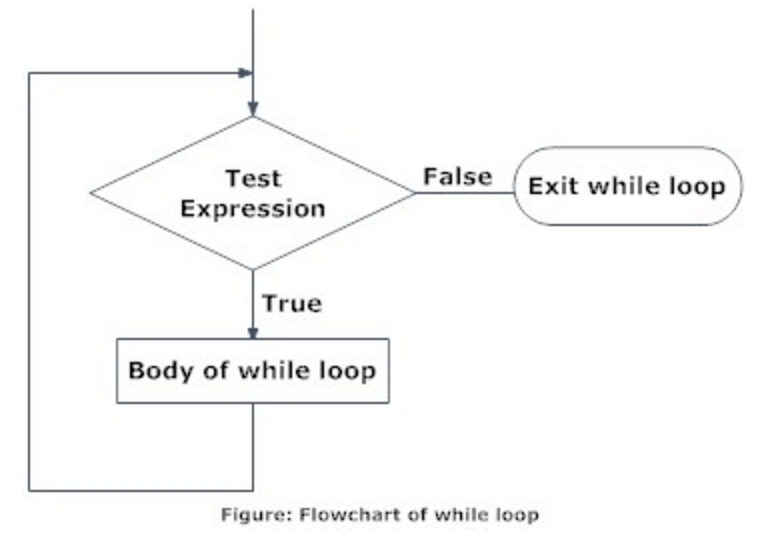 Test
Expression
False
Exit while loop
True
Body of while loop
Figure: Flowchart of while loop